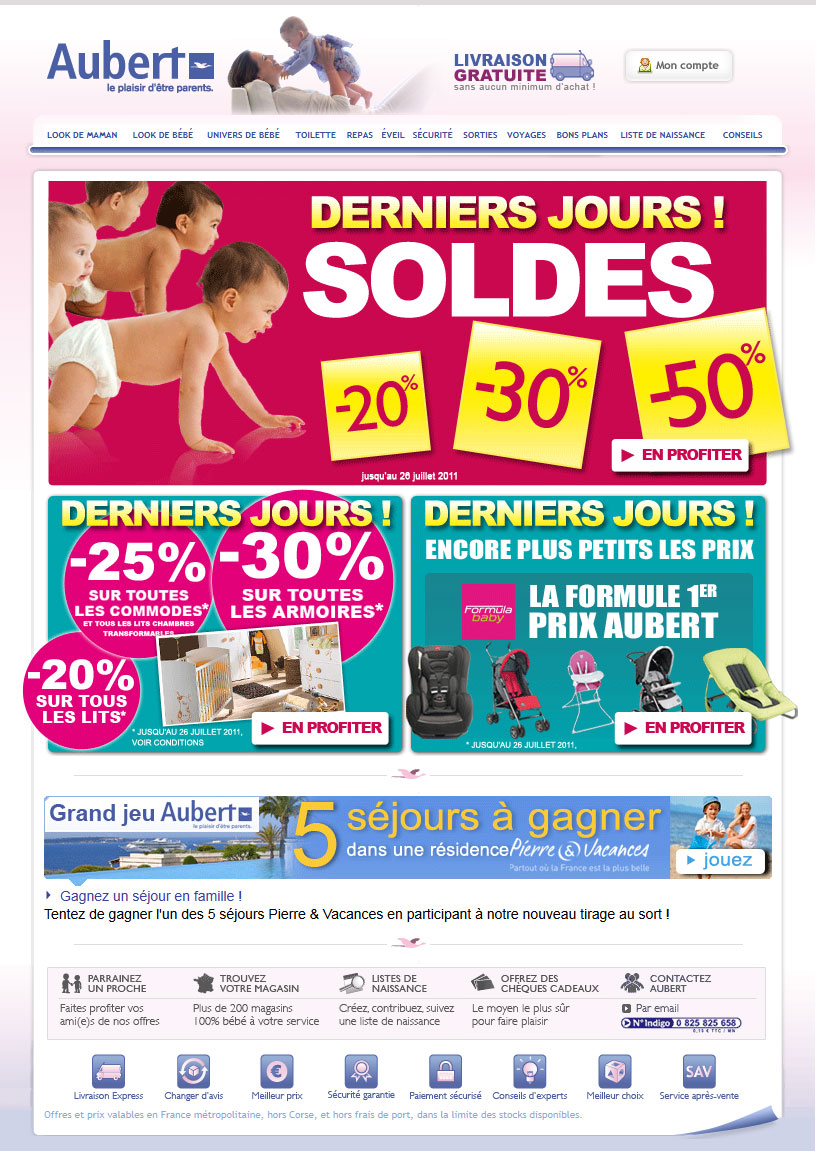 Aubert
le plaisir d'être parents.
LIVRAISON
GRATUITE
sans aucun minimum d'achat !
Mon compte
LOOK DE MAMAN LOOK DE BÉBÉ UNIVERS DE BÉBÉ TOILETTE REPAS ÉVEIL SÉCURITÉ SORTIES VOYAGES BONS PLANS LISTE DE NAISSANCE CONSEILS
DERNIERS JOURS !
SOLDES
-20%
-30%
-50%
EN PROFITER
jusqu'au 26 juillet 2011
DERNIERS JOURS !
-25%
SUR TOUTES
LES COMMODES*
ET TOUS LES LITS CHAMBRES
TRANSFORMABLES
-30%
SUR TOUTES
LES ARMOIRES*
-20%
SUR TOUS
LES LITS*
EN PROFITER
* JUSQU'AU 26 JUILLET 2011,
VOIR CONDITIONS
DERNIERS JOURS !
ENCORE PLUS PETITS LES PRIX
Formula
baby
LA FORMULE 1ER
PRIX AUBERT
EN PROFITER
* JUSQU'AU 26 JUILLET 2011,
Grand jeu Aubert
le plaisir d'être parents.
5 séjours à gagner
dans une résidence Pierre & Vacances
Partout où la France est la plus belle
jouez
Gagnez un séjour en famille !
Tentez de gagner l'un des 5 séjours Pierre & Vacances en participant à notre nouveau tirage au sort !
PARRAINEZ
UN PROCHE
Faites profiter vos
ami(e)s de nos offres
TROUVEZ
VOTRE MAGASIN
Plus de 200 magasins
100% bébé à votre service
LISTES DE
NAISSANCE
Créez, contribuez, suivez
une liste de naissance
OFFREZ DES
CHÈQUES CADEAUX
Le moyen le plus sûr
pour faire plaisir
CONTACTEZ
AUBERT
Par email
N°Indigo 0 825 825 658
0,15 € TTC / MN
Livraison Express
Changer d'avis
Meilleur prix
Sécurité garantie
Paiement sécurisé
Conseils d'experts
Meilleur choix
SAV
Service après-vente
Offres et prix valables en France métropolitaine, hors Corse, et hors frais de port, dans la limite des stocks disponibles.